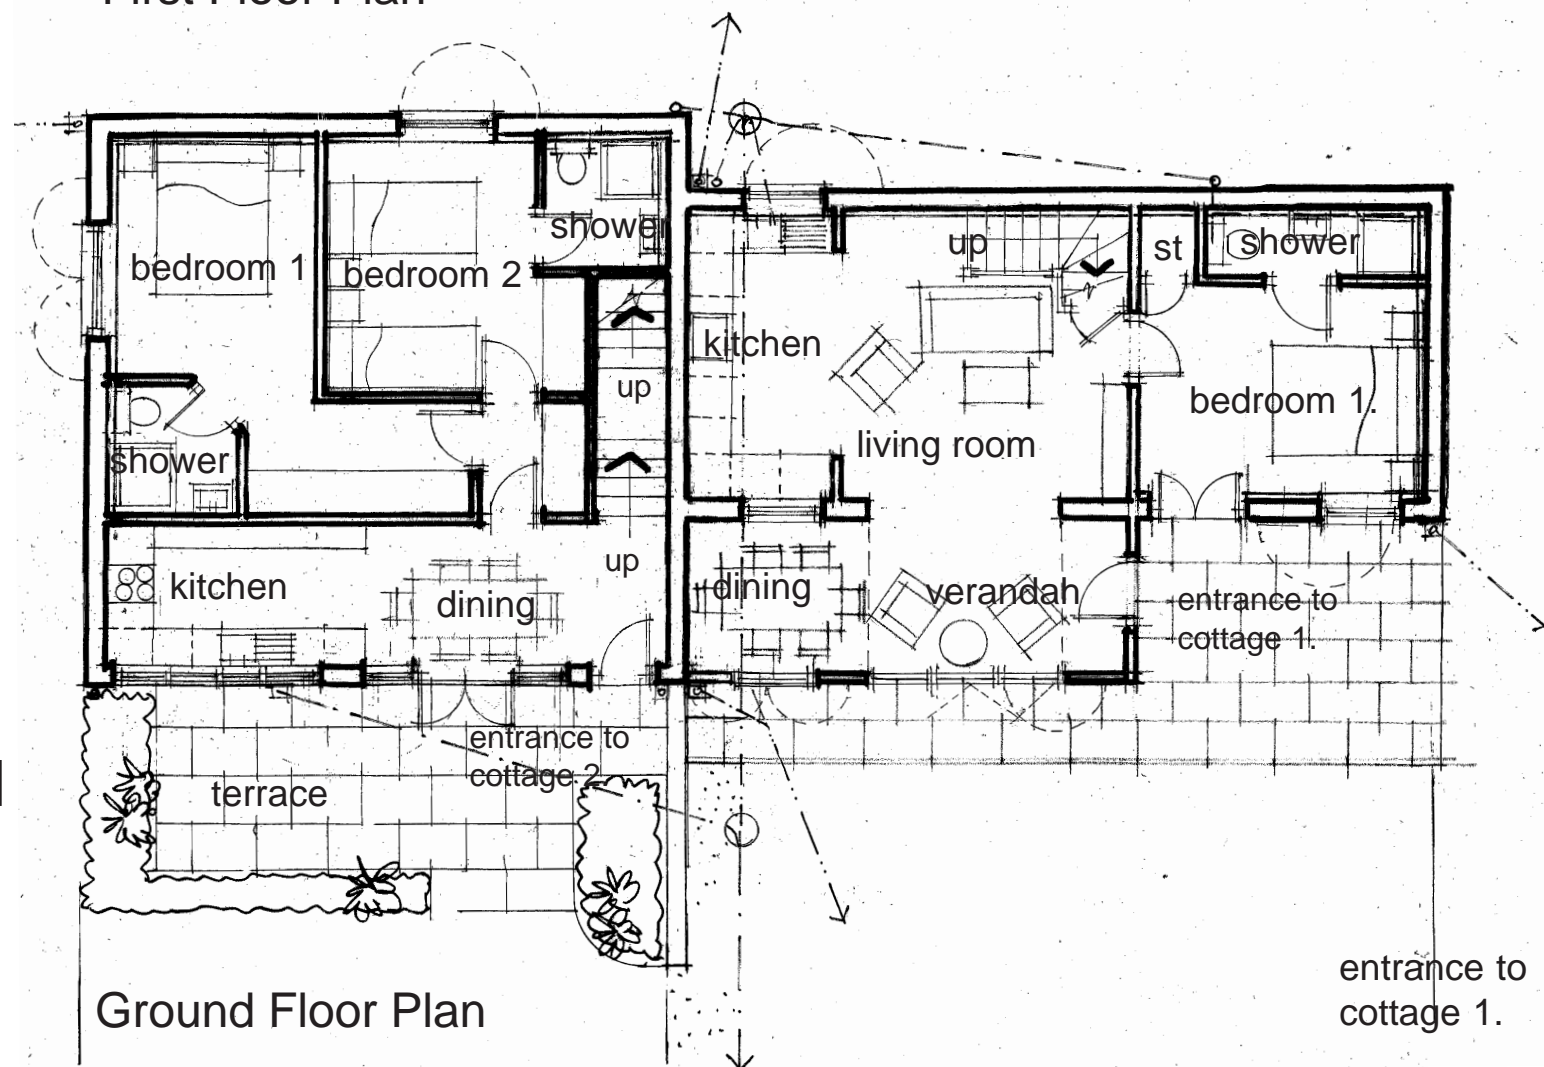 First Floor Plan
shower
bedroom 1
bedroom 2
up
shower
kitchen
dining
up
entrance to
cottage 2
terrace
up
st
shower
kitchen
bedroom 1.
living room
dining
verandah
entrance to
cottage 1.
Ground Floor Plan
entrance to
cottage 1.